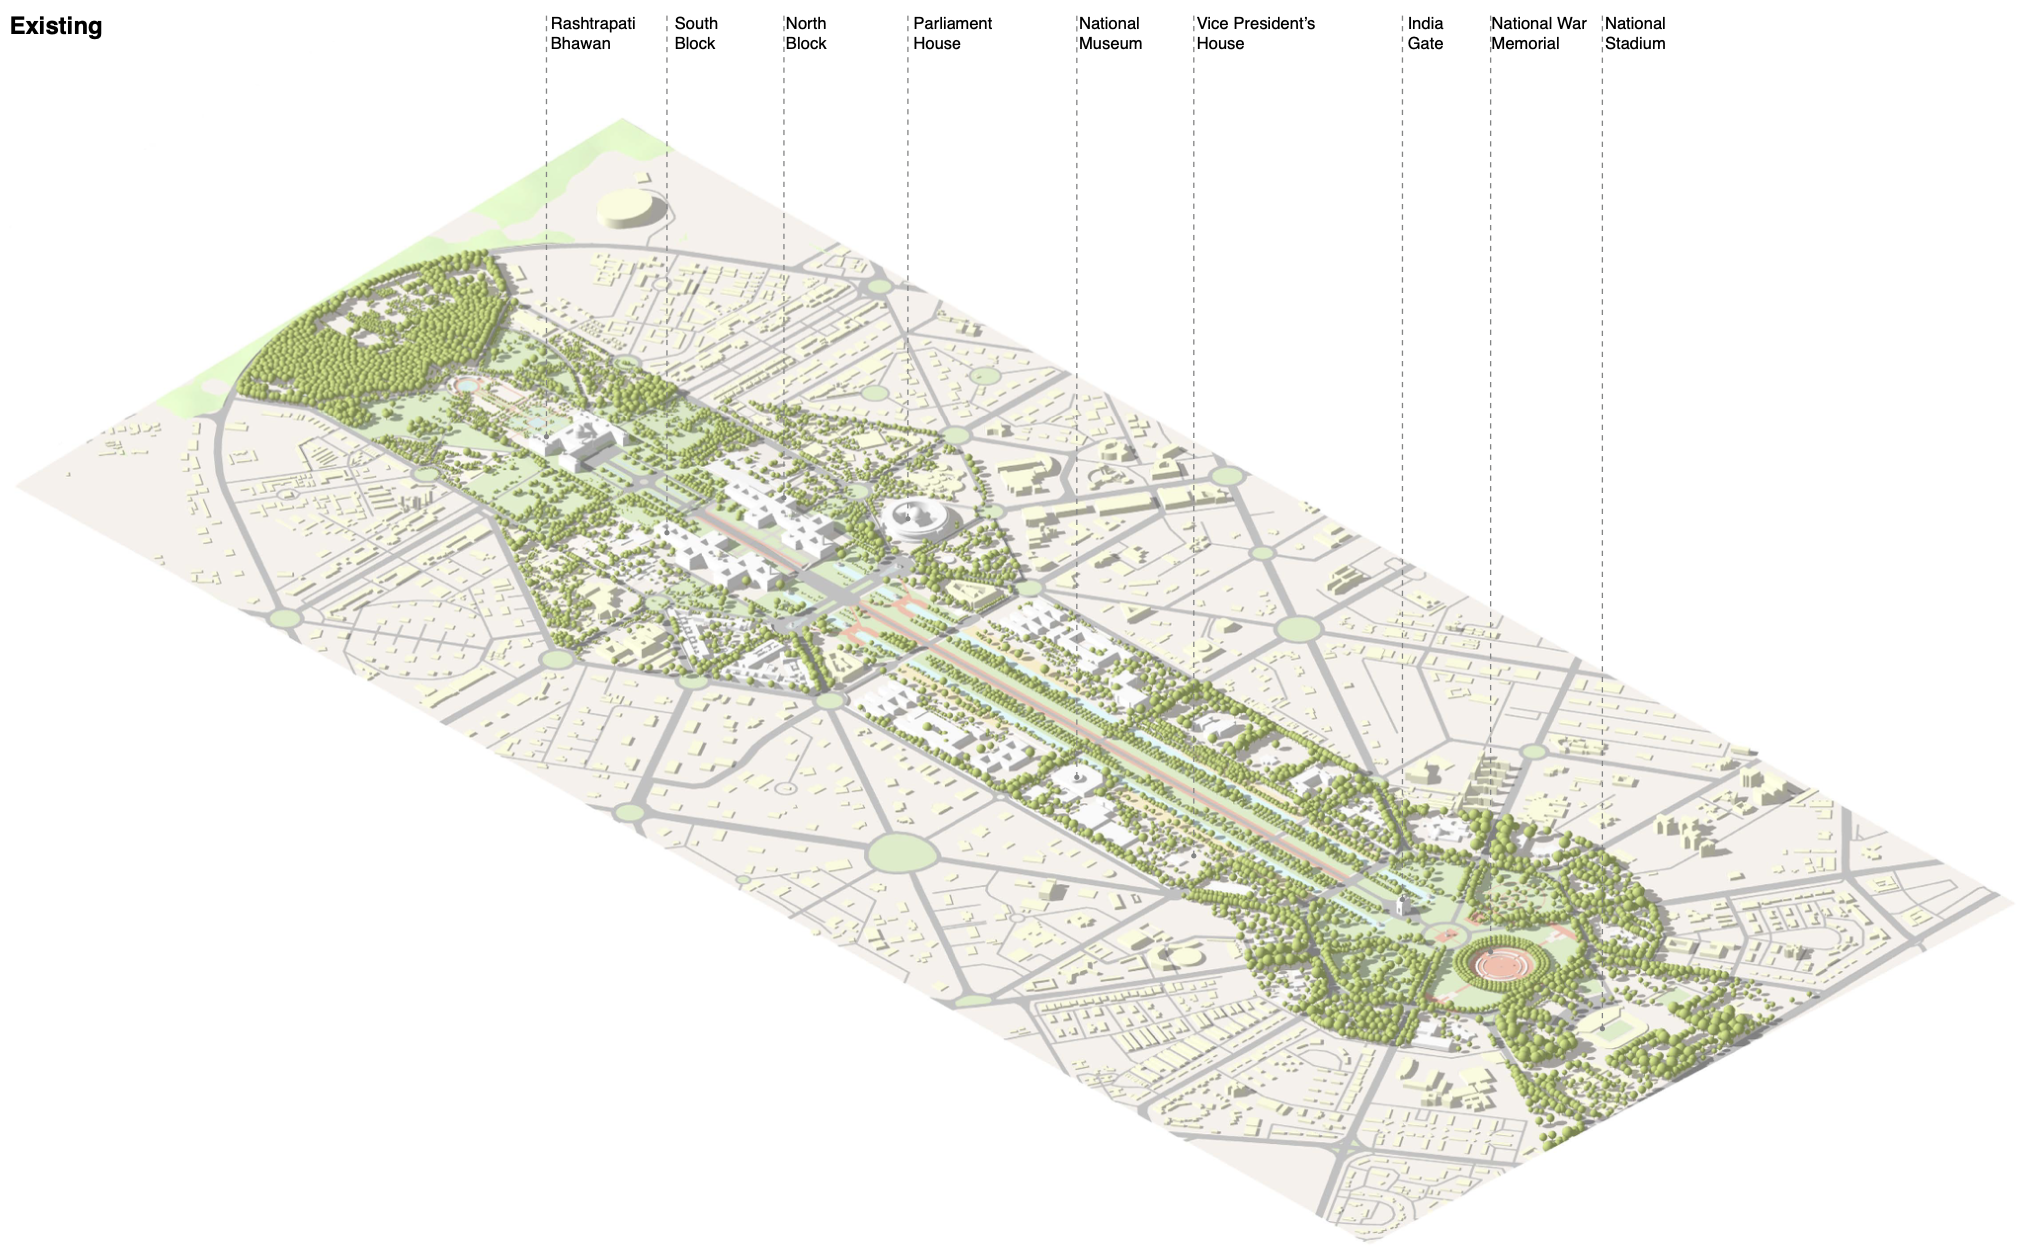 Existing
Rashtrapati
Bhawan
South
Block
North
Block
Parliament
House
National
Museum
Vice President’s
House
India
Gate
National War
Memorial
National
Stadium